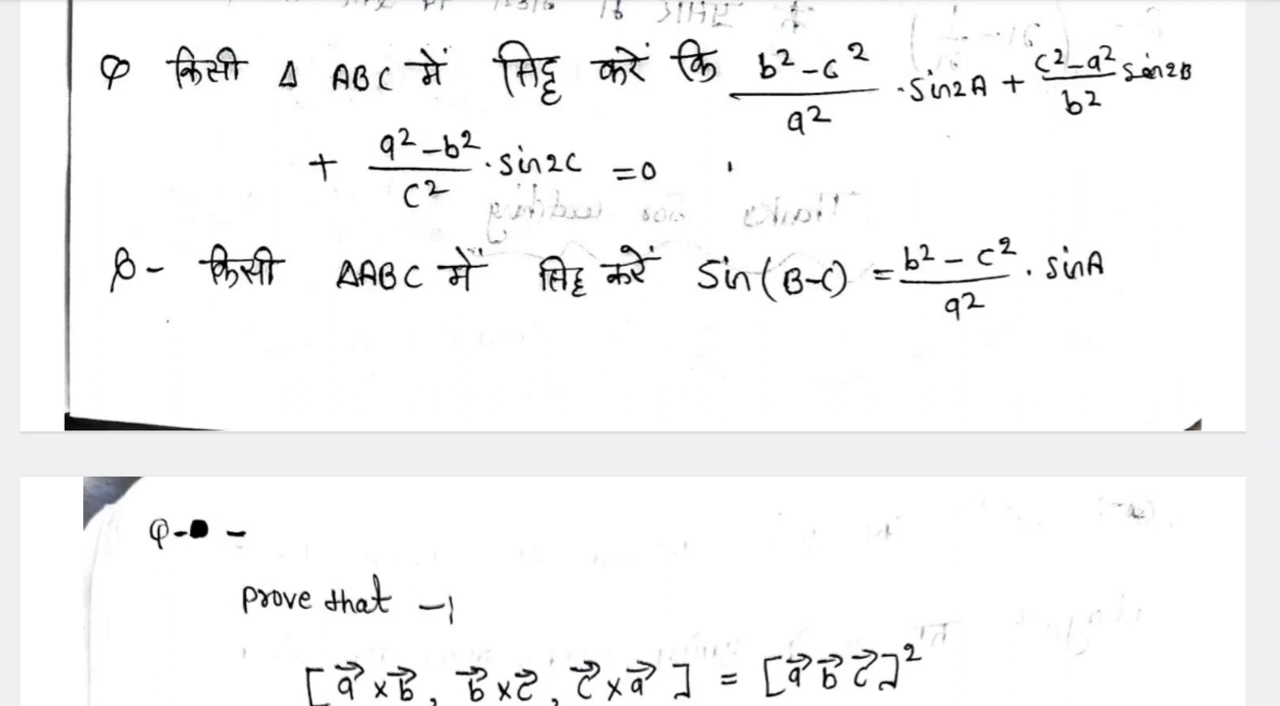 Q किसी Δ ABC में सिद्ध करें कि b²-c²/a² .sin2A + c²-a²/b² sin2B
+ a²-b²/c² .sin2C =0
Q- किसी ΔABC में सिद्ध करें Sin(B-C) = b²-c²/a² . sinA
Q- -
prove that -
[a⃗ ×b⃗, b⃗×c⃗, c⃗×a⃗ ] = [a⃗ b⃗ c⃗]²